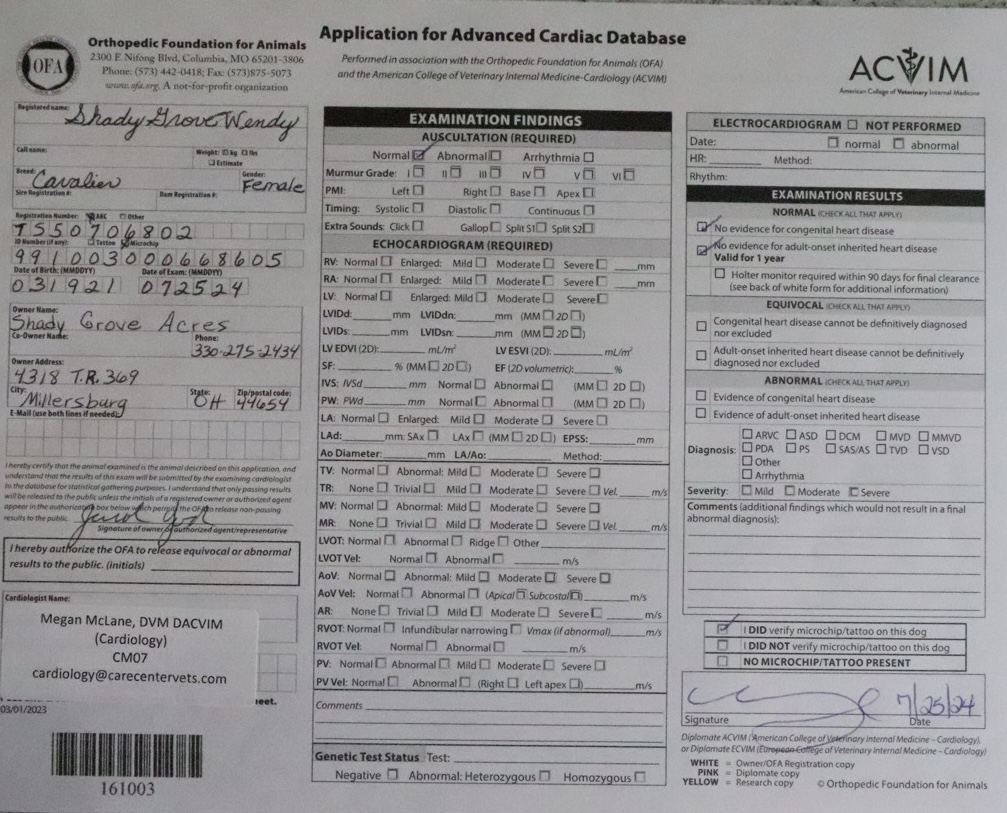 Orthopedic Foundation for Animals
2300 E Nifong Blvd, Columbia, MO 65201-3806
Phone: (573) 442-0418; Fax: (573)875-5073
www.ofa.org. A not-for-profit organization
OFA
Application for Advanced Cardiac Database
Performed in association with the Orthopedic Foundation for Animals (OFA)
and the American College of Veterinary Internal Medicine-Cardiology (ACVIM)
ACVIM
American College of Veterinary Internal Medicine
Registered name:
Shady Grove Wendy
Call name:
Weight: kg lbs
Estimate
Breed:
Cavalier
Gender:
Female
Sire Registration #:
Dam Registration #:
Registration Number: AKC Other
TS50706802
ID Number (if any): Tattoo Microchip
991003000668605
Date of Birth: (MMDDYY) Date of Exam: (MMDDYY)
031921 072524
Owner Name:
Shady Grove Acres
Co-Owner Name:
Phone:
330-275-2434
Owner Address:
4318 T.R. 369
City: State: Zip/postal code:
Millersburg OH 44654
E-Mail (use both lines if needed):
I hereby certify that the animal examined is the animal described on this application, and
understand that the results of this exam will be submitted by the examining cardiologist
to the database for statistical gathering purposes. I understand that only passing results
will be released to the public unless the initials of a registered owner or authorized agent
appear in the authorization box below which permit the OFA to release non-passing
results to the public.
Signature of owner or authorized agent/representative
I hereby authorize the OFA to release equivocal or abnormal
results to the public. (initials)
Cardiologist Name:
Megan McLane, DVM DACVIM
(Cardiology)
CM07
cardiology@carecentervets.com
eet.
03/01/2023
161003
EXAMINATION FINDINGS
AUSCULTATION (REQUIRED)
Normal Abnormal Arrhythmia
Murmur Grade: I II III IV V VI
PMI: Left Right Base Apex
Timing: Systolic Diastolic Continuous
Extra Sounds: Click Gallop Split S1 Split S2
ECHOCARDIOGRAM (REQUIRED)
RV: Normal Enlarged: Mild Moderate Severe mm
RA: Normal Enlarged: Mild Moderate Severe mm
LV: Normal Enlarged: Mild Moderate Severe
LVIDd: mm LVIDdn: (MM 2D)
LVIDs: mm LVIDsn: (MM 2D)
LV EDVI (2D): mL/m² LV ESVI (2D): mL/m²
SF: % (MM 2D) EF (2D volumetric): %
IVS: IVSd mm Normal Abnormal (MM 2D)
PW: PWd mm Normal Abnormal (MM 2D)
LA: Normal Enlarged: Mild Moderate Severe
LAd: mm: SAx LAx (MM 2D) EPSS: mm
Ao Diameter: mm LA/Ao: Method:
TV: Normal Abnormal: Mild Moderate Severe
TR: None Trivial Mild Moderate Severe Vel. m/s
MV: Normal Abnormal: Mild Moderate Severe
MR: None Trivial Mild Moderate Severe Vel m/s
LVOT: Normal Abnormal Ridge Other
LVOT Vel: Normal Abnormal m/s
AoV: Normal Abnormal: Mild Moderate Severe
AoV Vel: Normal Abnormal (Apical Subcostal) m/s
AR: None Trivial Mild Moderate Severe m/s
RVOT: Normal Infundibular narrowing Vmax (if abnormal) m/s
RVOT Vel: Normal Abnormal m/s
PV: Normal Abnormal Mild Moderate Severe
PV Vel: Normal Abnormal (Right Left apex) m/s
Comments
Genetic Test Status Test:
Negative Abnormal: Heterozygous Homozygous
ELECTROCARDIOGRAM NOT PERFORMED
Date: normal abnormal
HR: Method:
Rhythm:
EXAMINATION RESULTS
NORMAL (CHECK ALL THAT APPLY)
No evidence for congenital heart disease
No evidence for adult-onset inherited heart disease
Valid for 1 year
Holter monitor required within 90 days for final clearance
(see back of white form for additional information)
EQUIVOCAL (CHECK ALL THAT APPLY)
Congenital heart disease cannot be definitively diagnosed
nor excluded
Adult-onset inherited heart disease cannot be definitively
diagnosed nor excluded
ABNORMAL (CHECK ALL THAT APPLY)
Evidence of congenital heart disease
Evidence of adult-onset inherited heart disease
Diagnosis: ARVC ASD DCM MVD MMVD
PDA PS SAS/AS TVD VSD
Other
Arrhythmia
Severity: Mild Moderate Severe
Comments (additional findings which would not result in a final
abnormal diagnosis):
I DID verify microchip/tattoo on this dog
I DID NOT verify microchip/tattoo on this dog
NO MICROCHIP/TATTOO PRESENT
7/25/24
Signature Date
Diplomate ACVIM (American College of Veterinary Internal Medicine – Cardiology),
or Diplomate ECVIM (European College of Veterinary Internal Medicine – Cardiology)
WHITE = Owner/OFA Registration copy
PINK = Diplomate copy
YELLOW = Research copy
© Orthopedic Foundation for Animals